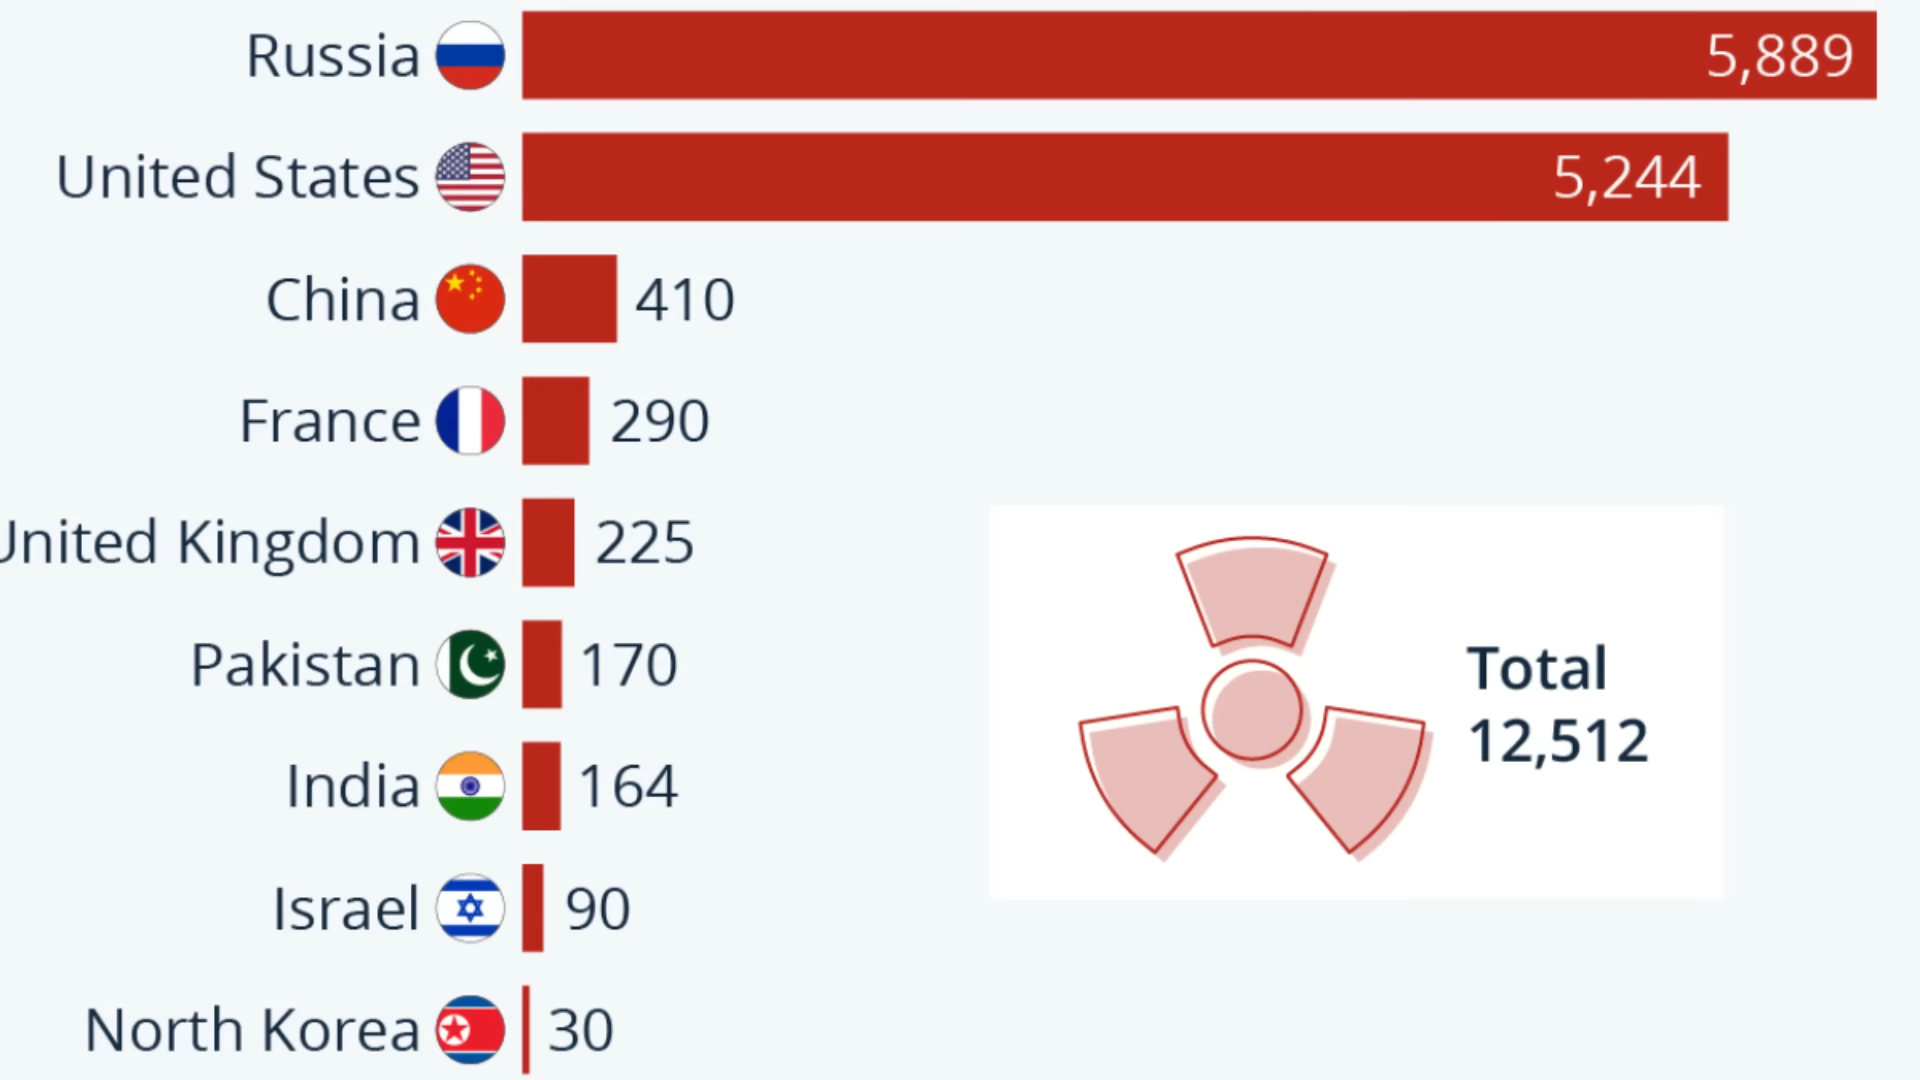 Russia 5,889
United States 5,244
China 410
France 290
United Kingdom 225
Pakistan 170
India 164
Israel 90
North Korea 30
Total
12,512